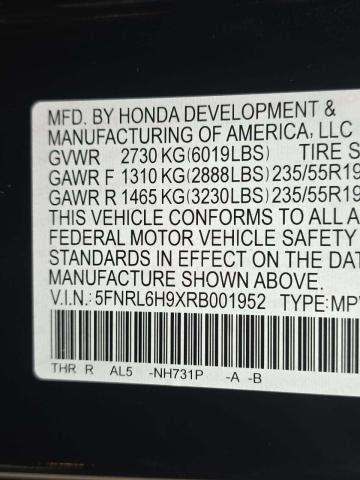 MFD. BY HONDA DEVELOPMENT &
MANUFACTURING OF AMERICA, LLC
GVWR 2730 KG(6019LBS) TIRE S
GAWR F 1310 KG(2888LBS) 235/55R19
GAWR R 1465 KG(3230LBS) 235/55R19
THIS VEHICLE CONFORMS TO ALL A
FEDERAL MOTOR VEHICLE SAFETY
STANDARDS IN EFFECT ON THE DAT
MANUFACTURE SHOWN ABOVE.
V.I.N.: 5FNRL6H9XRB001952 TYPE:MP
THR R AL5 -NH731P -A -B